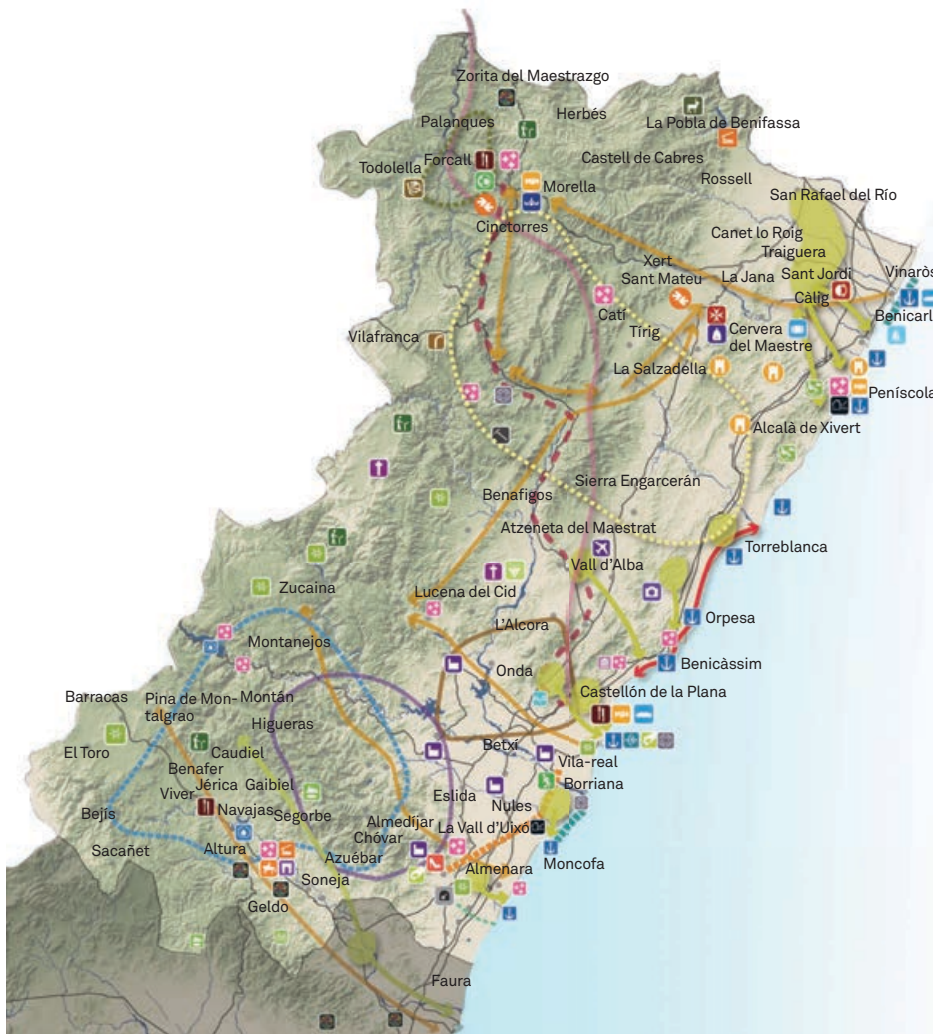 Zorita del Maestrazgo
Herbés
Palanques
La Pobla de Benifassa
Forcall
Castell de Cabres
Todolella
Rossell
Morella
San Rafael del Río
Cinctorres
Canet lo Roig
Traiguera
Xert
Sant Mateu
La Jana
Sant Jordi
Vinaròs
Catí
Càlig
Benicarl
Tírig
Cervera
del Maestre
Vilafranca
La Salzadella
Peníscola
Alcalà de Xivert
Sierra Engarcerán
Benafigos
Atzeneta del Maestrat
Torreblanca
Vall d'Alba
Zucaina
Lucena del Cid
L'Alcora
Orpesa
Montanejos
Onda
Benicàssim
Barracas
Pina de Mon-
talgrao
Montán
Castellón de la Plana
Higueras
El Toro
Caudiel
Betxí
Benafer
Vila-real
Jérica
Gaibiel
Borriana
Viver
Eslida
Nules
Navajas
Segorbe
Almedíjar
Bejís
Chóvar
La Vall d'Uixó
Sacañet
Altura
Azuébar
Moncofa
Soneja
Almenara
Geldo
Faura